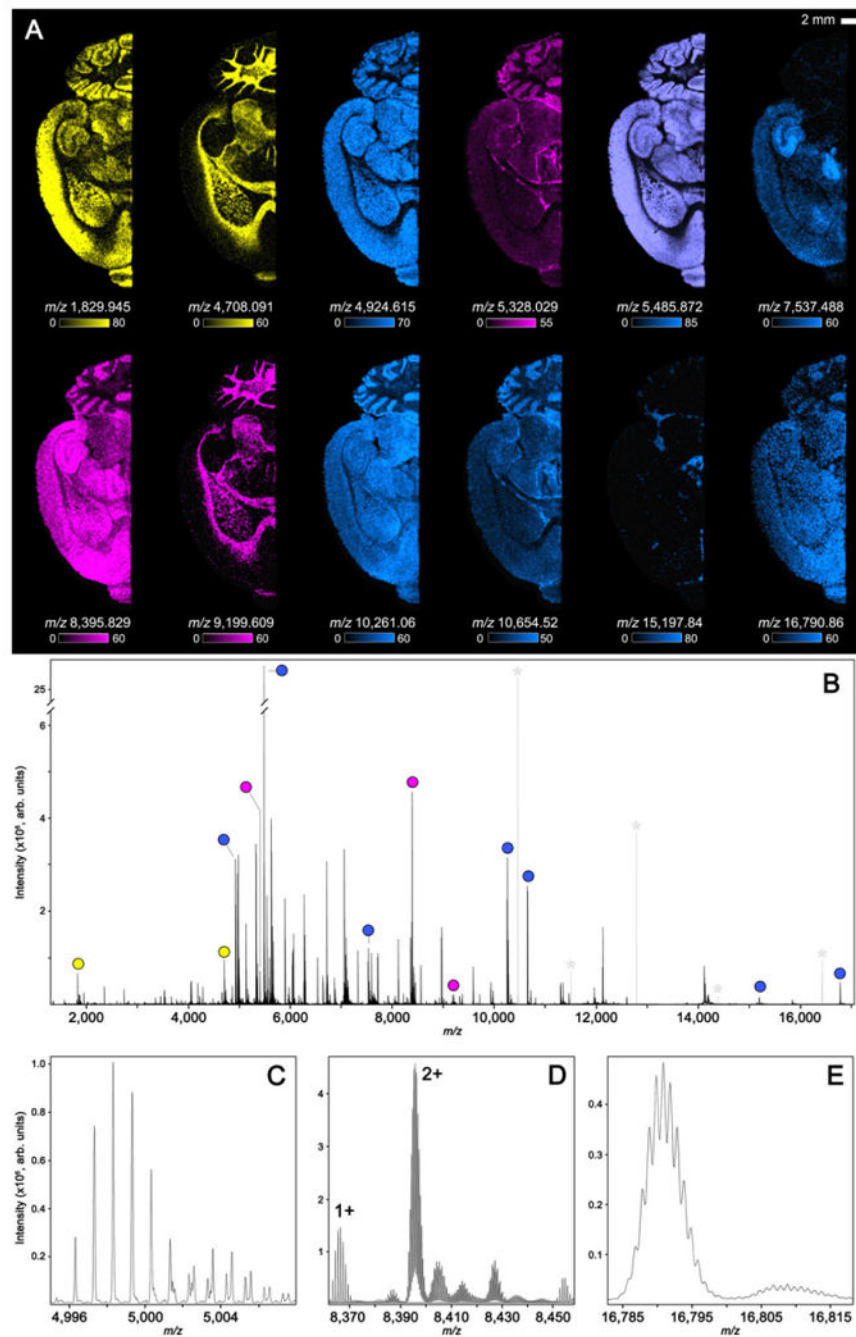 A
2 mm
m/z 1,829.945 m/z 4,708.091 m/z 4,924.615 m/z 5,328.029 m/z 5,485.872 m/z 7,537.488
0 80 0 60 0 70 0 55 0 85 0 60
m/z 8,395.829 m/z 9,199.609 m/z 10,261.06 m/z 10,654.52 m/z 15,197.84 m/z 16,790.86
0 60 0 60 0 60 0 60 0 80 0 60
B
Intensity (x10⁶, arb. units)
25
6
4
2
2,000 4,000 6,000 8,000 10,000 12,000 14,000 16,000
m/z
C
Intensity (x10⁶, arb. units)
1.0
0.8
0.6
0.4
0.2
4,996 5,000 5,004
m/z
D
2+
1+
4
3
2
1
8,370 8,390 8,410 8,430 8,450
m/z
E
0.5
0.4
0.3
0.2
0.1
16,785 16,795 16,805 16,815
m/z